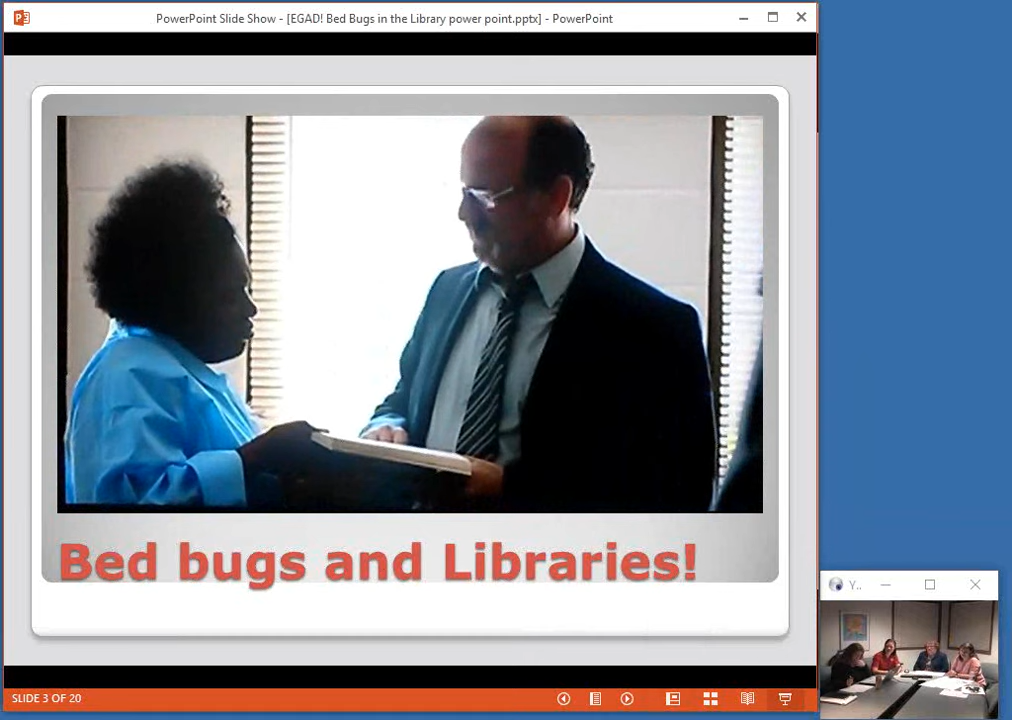 PowerPoint Slide Show - [EGAD! Bed Bugs in the Library power point.pptx] - PowerPoint
Bed bugs and Libraries!
Y..
SLIDE 3 OF 20